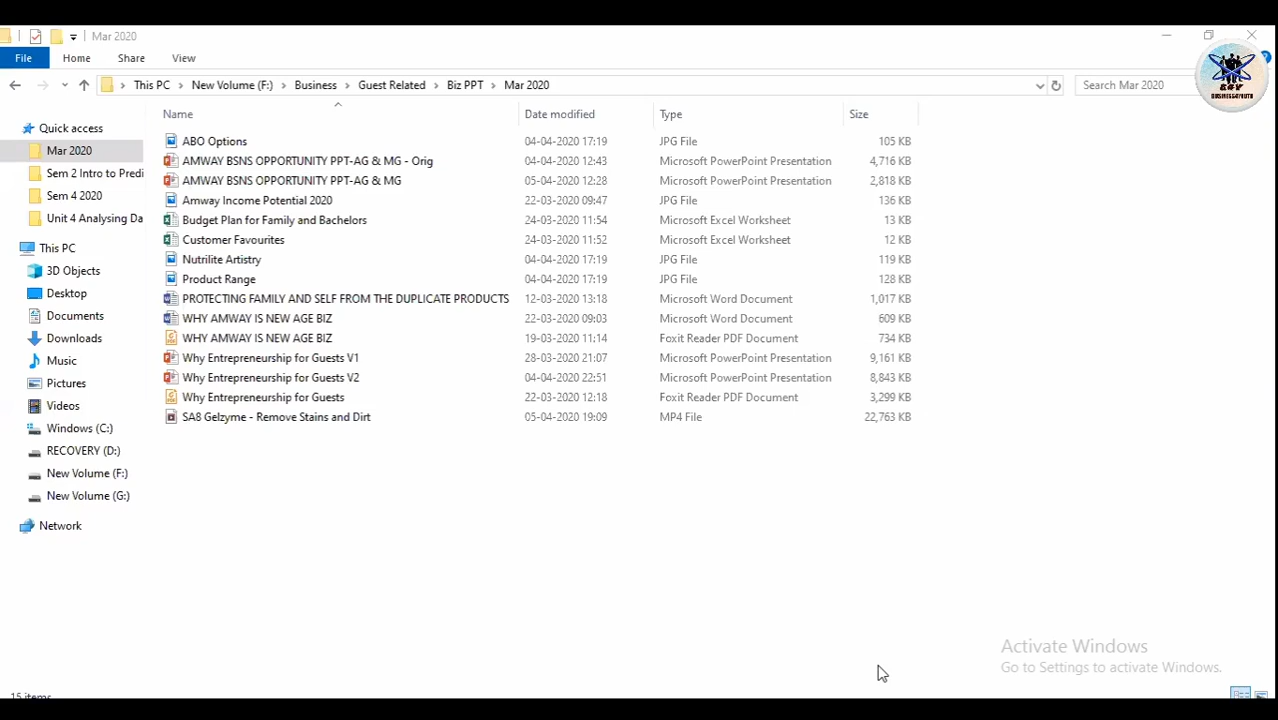 Mar 2020
File Home Share View
This PC New Volume (F:) Business Guest Related Biz PPT Mar 2020 Search Mar 2020
Name Date modified Type Size
Quick access
Mar 2020
Sem 2 Intro to Predi
Sem 4 2020
Unit 4 Analysing Da
This PC
3D Objects
Desktop
Documents
Downloads
Music
Pictures
Videos
Windows (C:)
RECOVERY (D:)
New Volume (F:)
New Volume (G:)
Network
ABO Options 04-04-2020 17:19 JPG File 105 KB
AMWAY BSNS OPPORTUNITY PPT-AG & MG - Orig 04-04-2020 12:43 Microsoft PowerPoint Presentation 4,716 KB
AMWAY BSNS OPPORTUNITY PPT-AG & MG 05-04-2020 12:28 Microsoft PowerPoint Presentation 2,818 KB
Amway Income Potential 2020 22-03-2020 09:47 JPG File 136 KB
Budget Plan for Family and Bachelors 24-03-2020 11:54 Microsoft Excel Worksheet 13 KB
Customer Favourites 24-03-2020 11:52 Microsoft Excel Worksheet 12 KB
Nutrilite Artistry 04-04-2020 17:19 JPG File 119 KB
Product Range 04-04-2020 17:19 JPG File 128 KB
PROTECTING FAMILY AND SELF FROM THE DUPLICATE PRODUCTS 12-03-2020 13:18 Microsoft Word Document 1,017 KB
WHY AMWAY IS NEW AGE BIZ 22-03-2020 09:03 Microsoft Word Document 609 KB
WHY AMWAY IS NEW AGE BIZ 19-03-2020 11:14 Foxit Reader PDF Document 734 KB
Why Entrepreneurship for Guests V1 28-03-2020 21:07 Microsoft PowerPoint Presentation 9,161 KB
Why Entrepreneurship for Guests V2 04-04-2020 22:51 Microsoft PowerPoint Presentation 8,843 KB
Why Entrepreneurship for Guests 22-03-2020 12:18 Foxit Reader PDF Document 3,299 KB
SA8 Gelzyme - Remove Stains and Dirt 05-04-2020 19:09 MP4 File 22,763 KB
Activate Windows
Go to Settings to activate Windows.
15 items